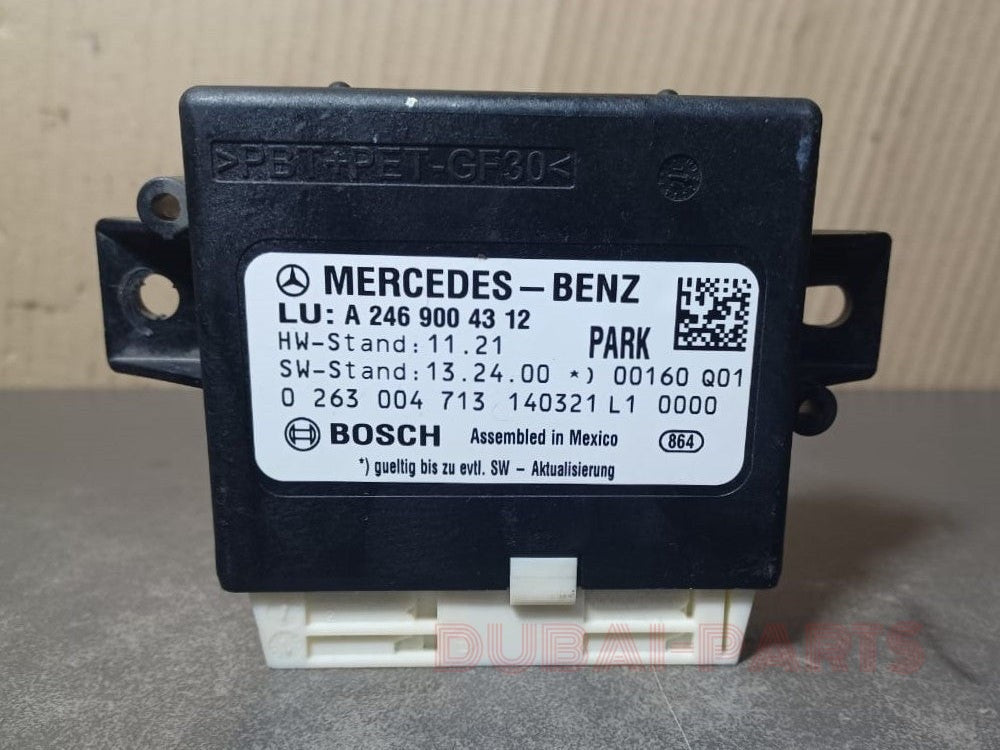 >PBT+PET-GF30<
MERCEDES-BENZ
LU: A 246 900 43 12
HW-Stand: 11.21 PARK
SW-Stand: 13.24.00 *) 00160 Q01
0 263 004 713 140321 L1 0000
BOSCH Assembled in Mexico 864
*) gueltig bis zu evtl. SW - Aktualisierung
DUBAI-PARTS